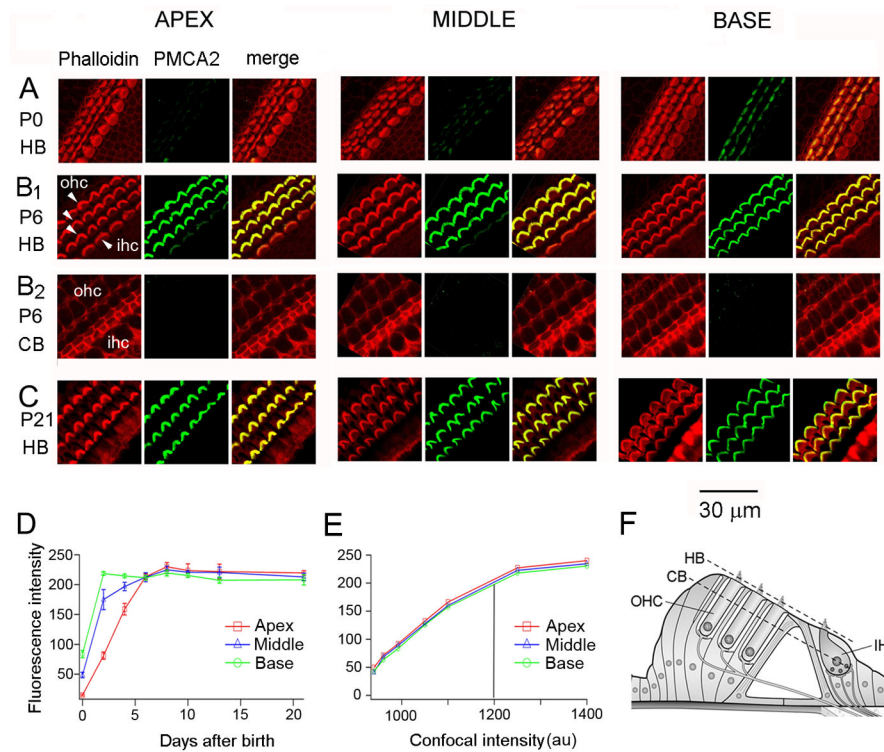 APEX MIDDLE BASE
Phalloidin PMCA2 merge
A
P0
HB
B1
P6
HB
ohc
ihc
B2
P6
CB
ohc
ihc
C
P21
HB
30 μm
D
Fluorescence intensity
250
200
150
100
50
Apex
Middle
Base
0 5 10 15 20
Days after birth
E
250
200
150
100
50
0
Apex
Middle
Base
1000 1200 1400
Confocal intensity (au)
F
HB
CB
OHC
IH